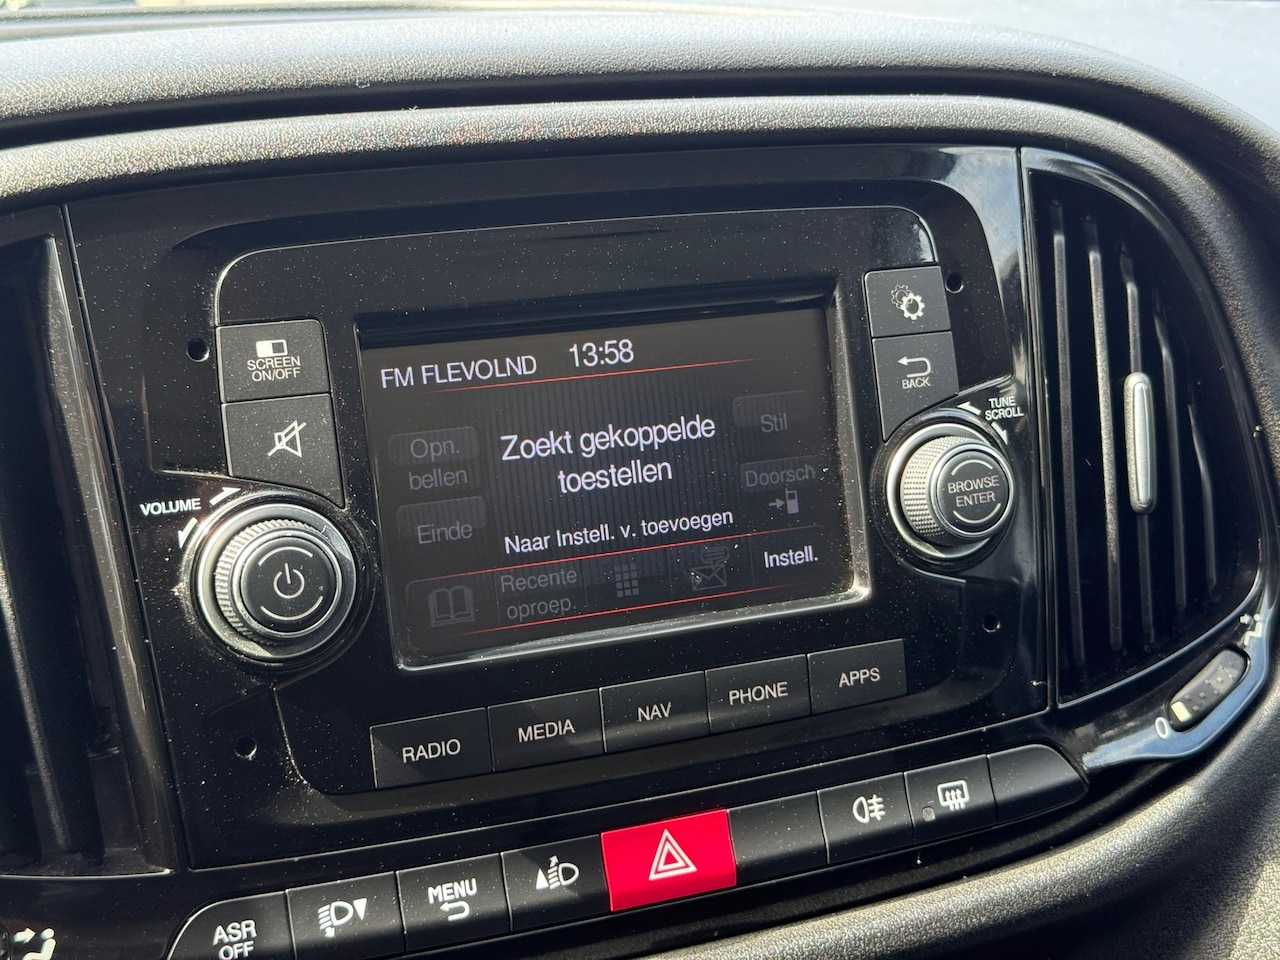 SCREEN
ON/OFF
VOLUME
FM FLEVOLND 13:58
Opn.
bellen
Zoekt gekoppelde
toestellen
Stil
Doorsch
Einde
Naar Instell. v. toevoegen
Recente
oproep.
Instell.
BACK
TUNE
SCROLL
BROWSE
ENTER
RADIO
MEDIA
NAV
PHONE
APPS
0
ASR
OFF
MENU